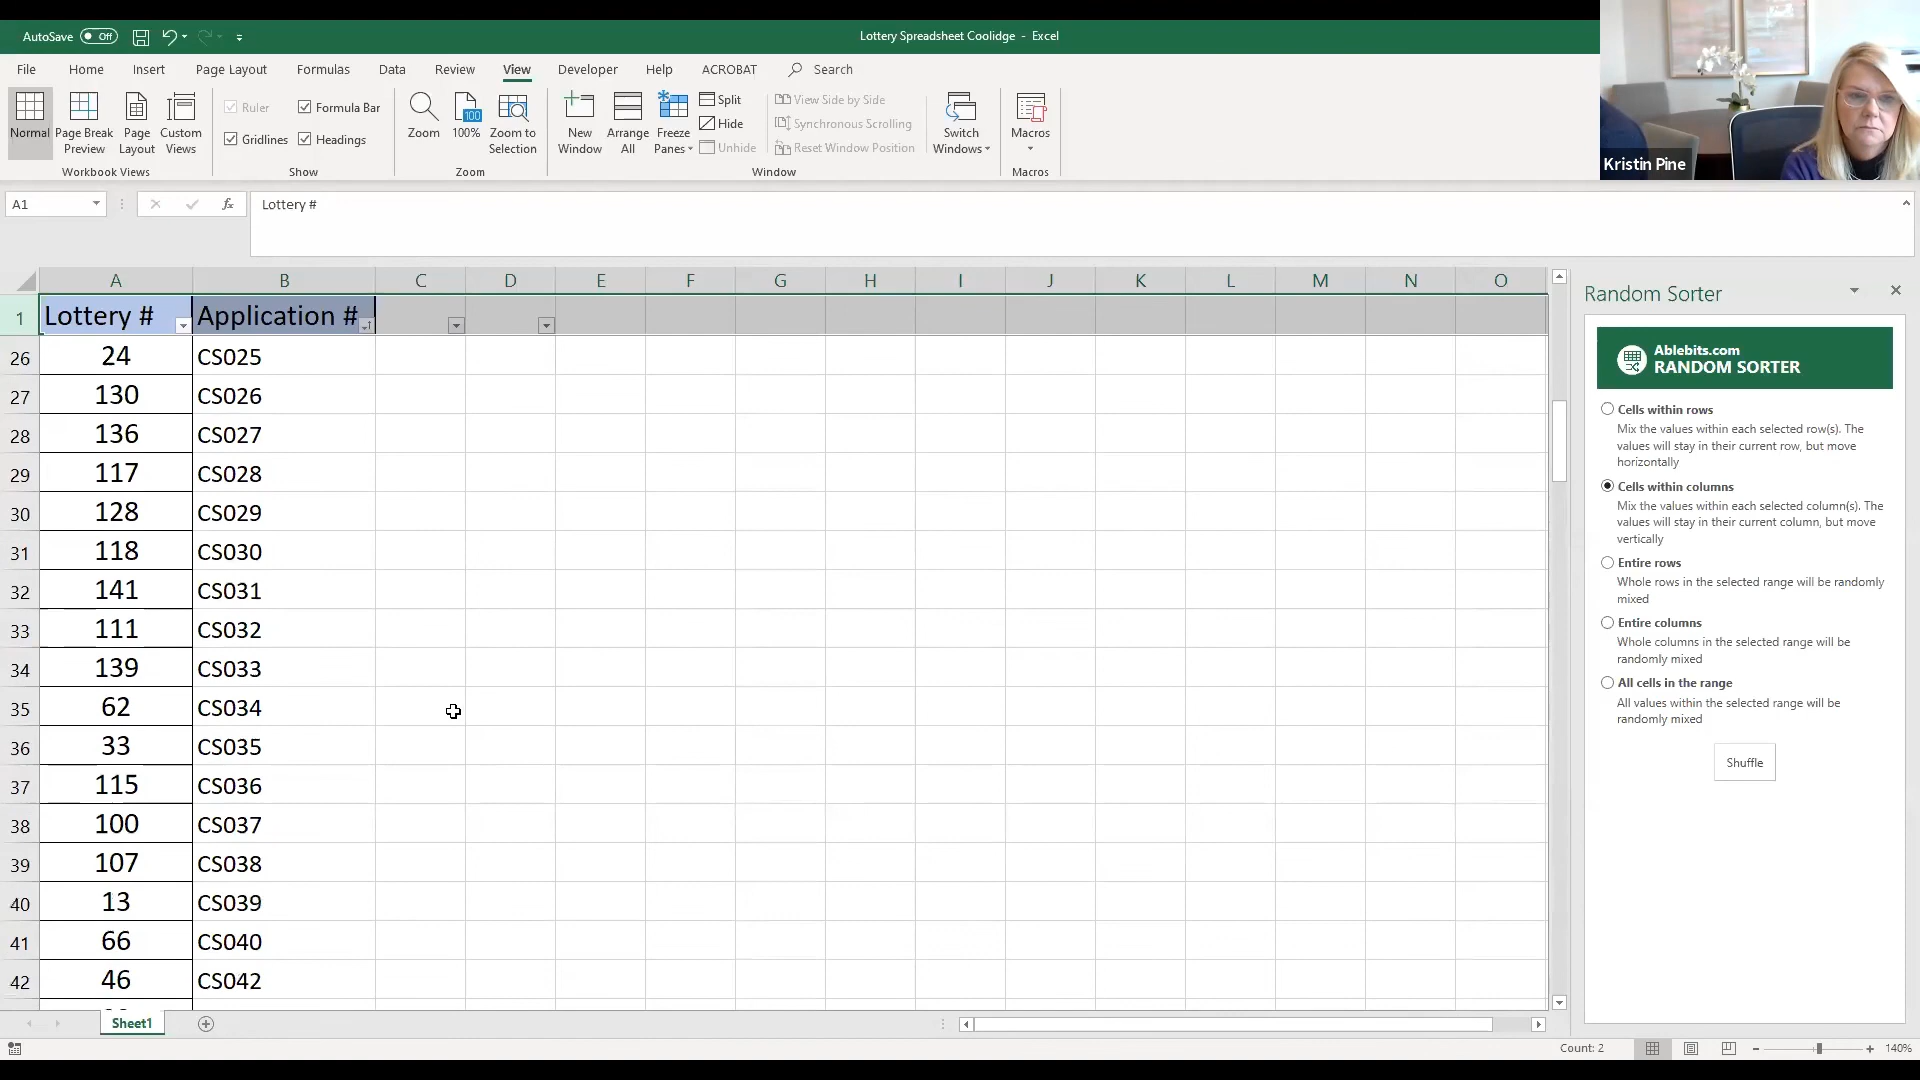 AutoSave Off
Lottery Spreadsheet Coolidge - Excel
File Home Insert Page Layout Formulas Data Review View Developer Help ACROBAT Search
Normal
Page Break Preview
Page Layout
Custom Views
Workbook Views
Ruler
Formula Bar
Gridlines
Headings
Show
Zoom
100
100%
Zoom to Selection
Zoom
New Window
Arrange All
Freeze Panes
Split
Hide
Unhide
View Side by Side
Synchronous Scrolling
Reset Window Position
Window
Switch Windows
Macros
Macros
Kristin Pine
A1
fx
Lottery #
A B C D E F G H I J K L M N O
1 Lottery # Application #
26 24 CS025
27 130 CS026
28 136 CS027
29 117 CS028
30 128 CS029
31 118 CS030
32 141 CS031
33 111 CS032
34 139 CS033
35 62 CS034
36 33 CS035
37 115 CS036
38 100 CS037
39 107 CS038
40 13 CS039
41 66 CS040
42 46 CS042
Random Sorter
Ablebits.com
RANDOM SORTER
Cells within rows
Mix the values within each selected row(s). The
values will stay in their current row, but move
horizontally
Cells within columns
Mix the values within each selected column(s). The
values will stay in their current column, but move
vertically
Entire rows
Whole rows in the selected range will be randomly
mixed
Entire columns
Whole columns in the selected range will be
randomly mixed
All cells in the range
All values within the selected range will be
randomly mixed
Shuffle
Sheet1
Count: 2
140%